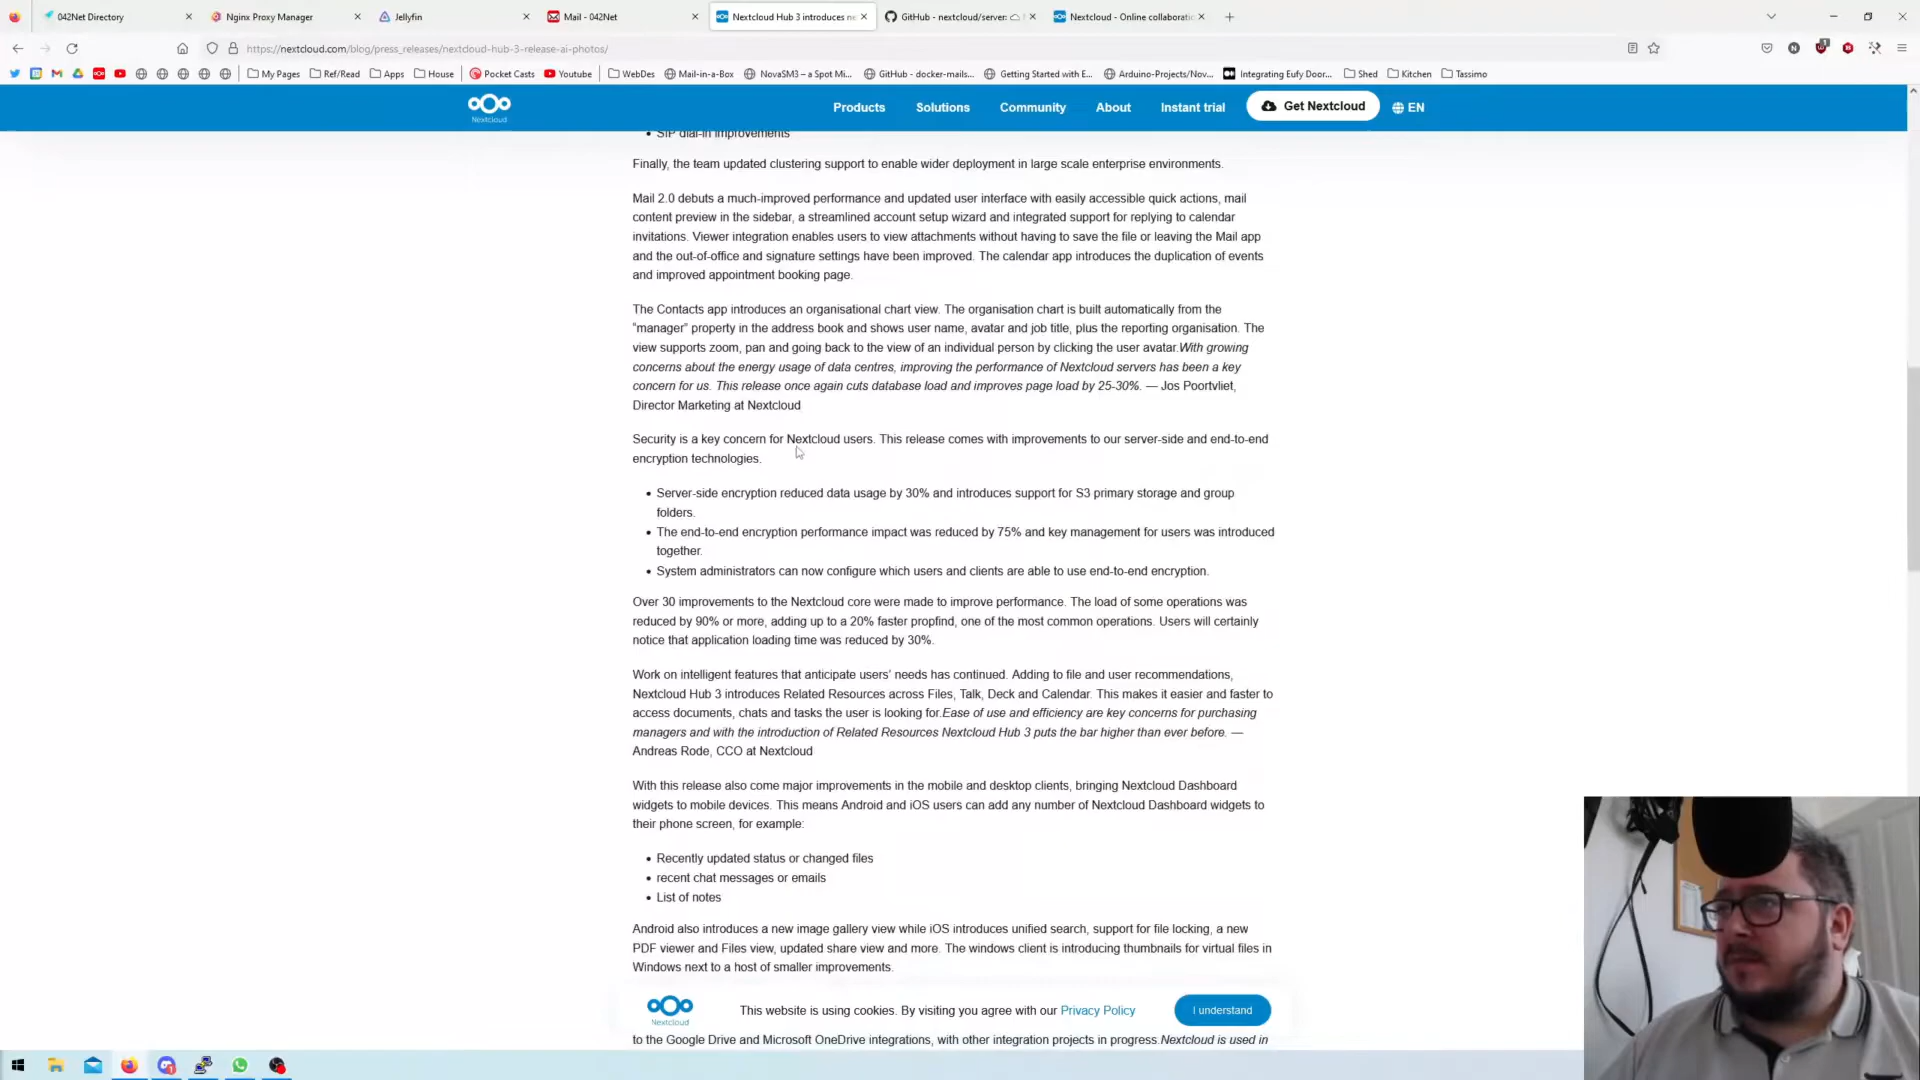 042Net Directory
Nginx Proxy Manager
Jellyfin
Mail - 042Net
Nextcloud Hub 3 introduces ne
GitHub - nextcloud/server:
Nextcloud - Online collaborati
https://nextcloud.com/blog/press_releases/nextcloud-hub-3-release-ai-photos/
My Pages
Ref/Read
Apps
House
Pocket Casts
Youtube
WebDes
Mail-in-a-Box
NovaSM3 – a Spot Mi...
GitHub - docker-mails...
Getting Started with E...
Arduino-Projects/Nov...
Integrating Eufy Door...
Shed
Kitchen
Tassimo
Nextcloud
Products
Solutions
Community
About
Instant trial
Get Nextcloud
EN
• SIP dial-in improvements
Finally, the team updated clustering support to enable wider deployment in large scale enterprise environments.
Mail 2.0 debuts a much-improved performance and updated user interface with easily accessible quick actions, mail
content preview in the sidebar, a streamlined account setup wizard and integrated support for replying to calendar
invitations. Viewer integration enables users to view attachments without having to save the file or leaving the Mail app
and the out-of-office and signature settings have been improved. The calendar app introduces the duplication of events
and improved appointment booking page.
The Contacts app introduces an organisational chart view. The organisation chart is built automatically from the
“manager” property in the address book and shows user name, avatar and job title, plus the reporting organisation. The
view supports zoom, pan and going back to the view of an individual person by clicking the user avatar.With growing
concerns about the energy usage of data centres, improving the performance of Nextcloud servers has been a key
concern for us. This release once again cuts database load and improves page load by 25-30%. — Jos Poortvliet,
Director Marketing at Nextcloud
Security is a key concern for Nextcloud users. This release comes with improvements to our server-side and end-to-end
encryption technologies.
• Server-side encryption reduced data usage by 30% and introduces support for S3 primary storage and group
folders.
• The end-to-end encryption performance impact was reduced by 75% and key management for users was introduced
together.
• System administrators can now configure which users and clients are able to use end-to-end encryption.
Over 30 improvements to the Nextcloud core were made to improve performance. The load of some operations was
reduced by 90% or more, adding up to a 20% faster propfind, one of the most common operations. Users will certainly
notice that application loading time was reduced by 30%.
Work on intelligent features that anticipate users’ needs has continued. Adding to file and user recommendations,
Nextcloud Hub 3 introduces Related Resources across Files, Talk, Deck and Calendar. This makes it easier and faster to
access documents, chats and tasks the user is looking for.Ease of use and efficiency are key concerns for purchasing
managers and with the introduction of Related Resources Nextcloud Hub 3 puts the bar higher than ever before. —
Andreas Rode, CCO at Nextcloud
With this release also come major improvements in the mobile and desktop clients, bringing Nextcloud Dashboard
widgets to mobile devices. This means Android and iOS users can add any number of Nextcloud Dashboard widgets to
their phone screen, for example:
• Recently updated status or changed files
• recent chat messages or emails
• List of notes
Android also introduces a new image gallery view while iOS introduces unified search, support for file locking, a new
PDF viewer and Files view, updated share view and more. The windows client is introducing thumbnails for virtual files in
Windows next to a host of smaller improvements.
Nextcloud
This website is using cookies. By visiting you agree with our Privacy Policy
I understand
to the Google Drive and Microsoft OneDrive integrations, with other integration projects in progress.Nextcloud is used in